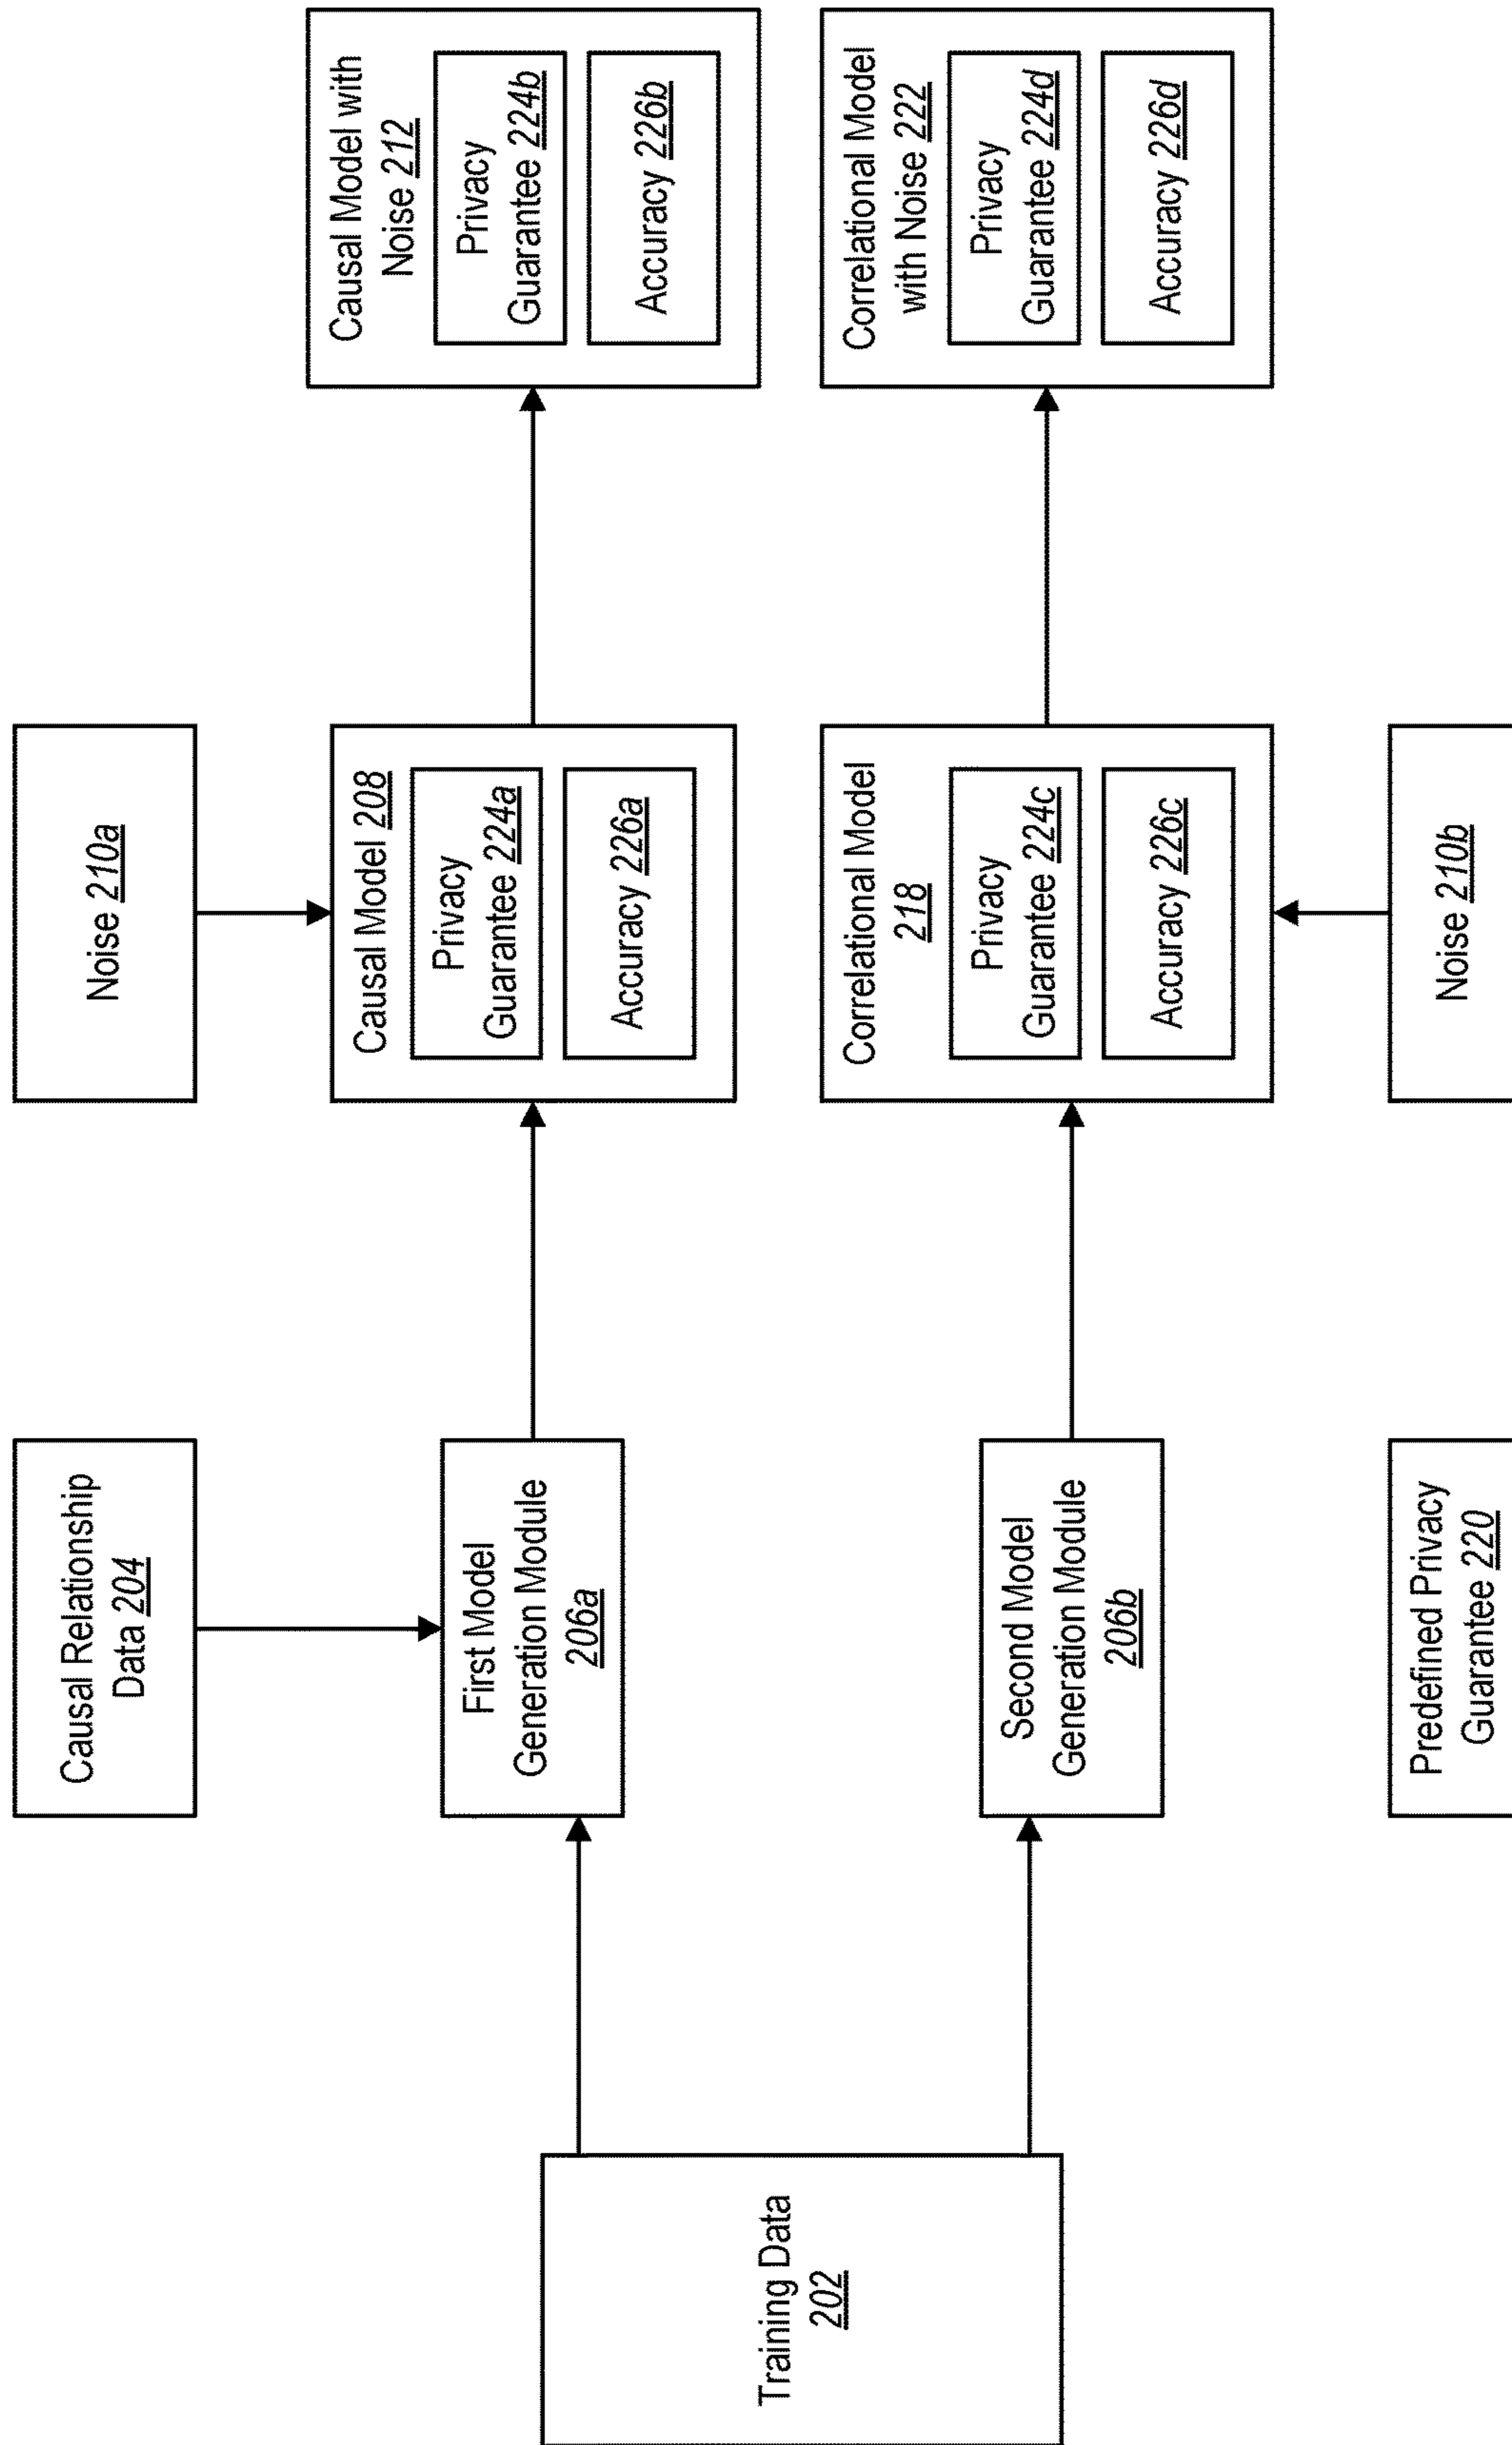 Training Data
202
Causal Relationship
Data 204
First Model
Generation Module
206a
Second Model
Generation Module
206b
Predefined Privacy
Guarantee 220
Noise 210a
Causal Model 208
Privacy
Guarantee 224a
Accuracy 226a
Correlational Model
218
Privacy
Guarantee 224c
Accuracy 226c
Noise 210b
Causal Model with
Noise 212
Privacy
Guarantee 224b
Accuracy 226b
Correlational Model
with Noise 222
Privacy
Guarantee 224d
Accuracy 226d